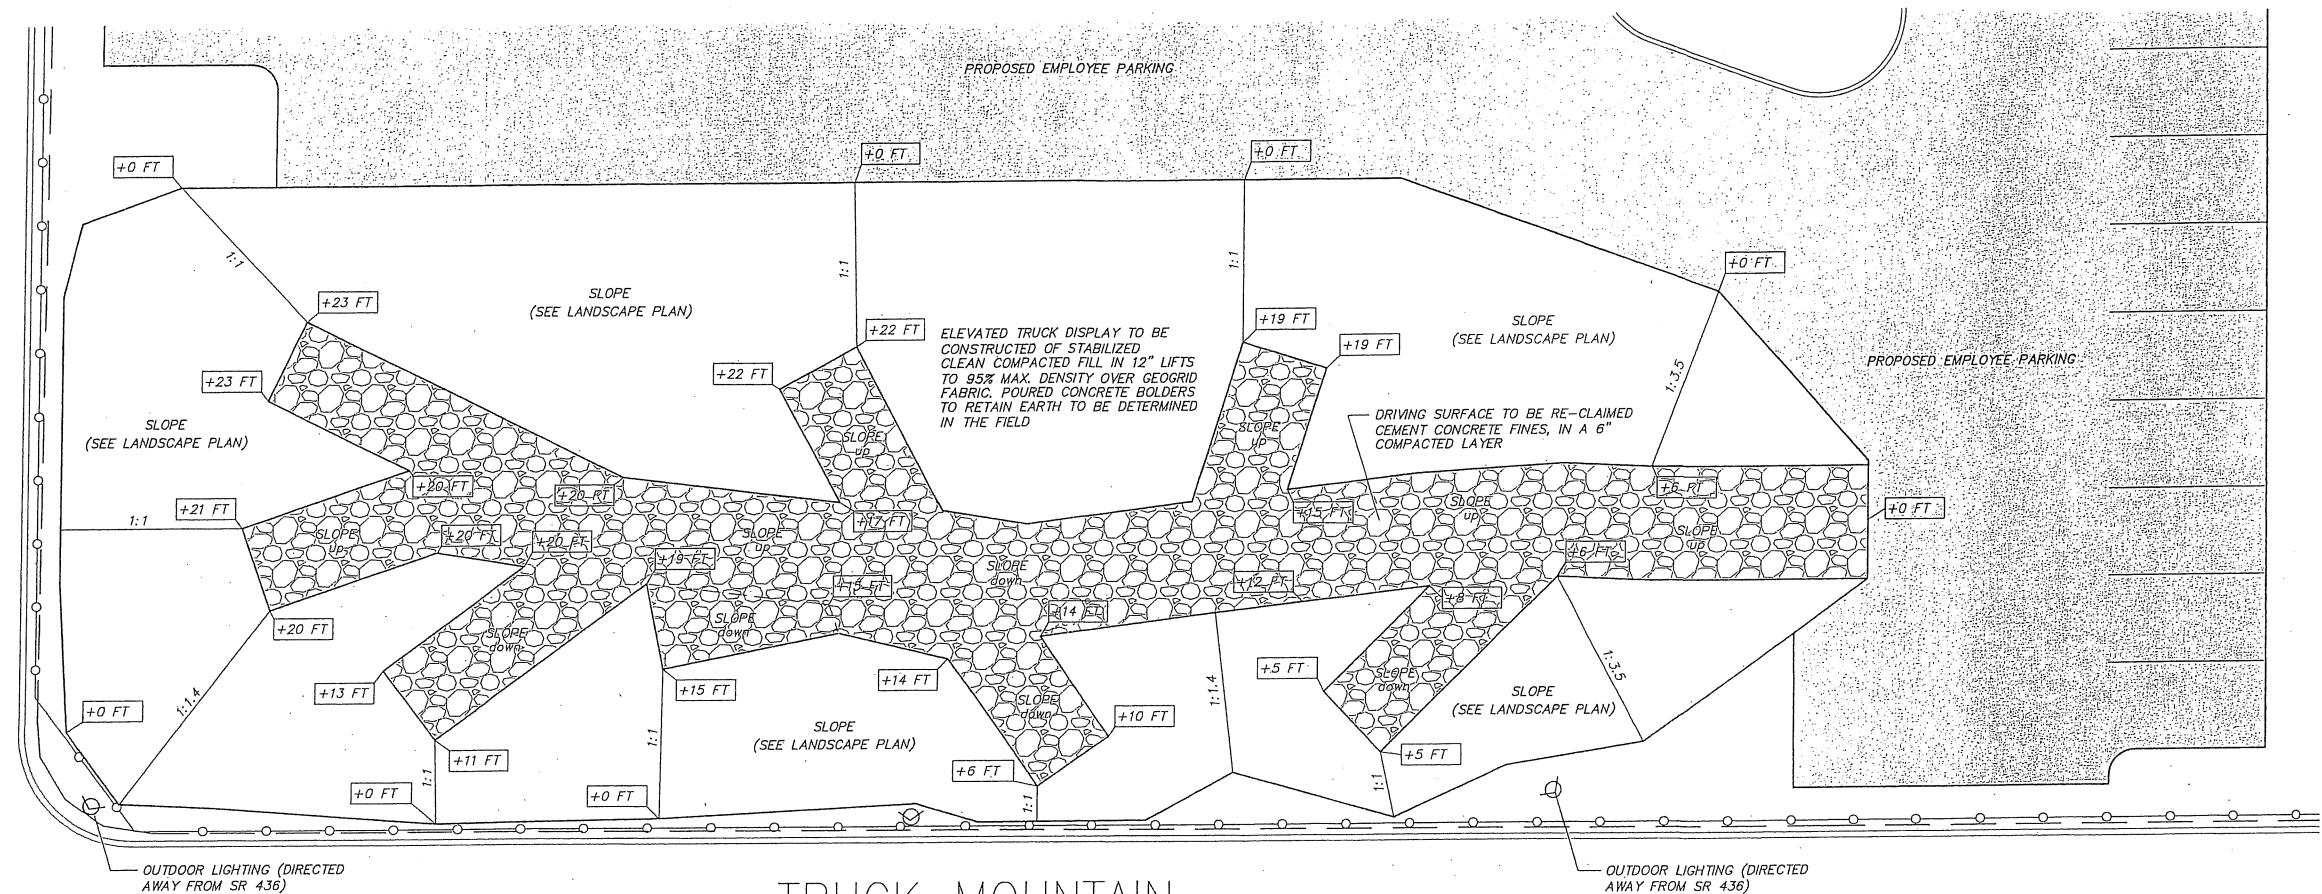 PROPOSED EMPLOYEE PARKING
+0 FT
+0 FT
+0 FT
+0 FT
1:1
1:1
1:1
+23 FT
SLOPE
(SEE LANDSCAPE PLAN)
+22 FT
ELEVATED TRUCK DISPLAY TO BE
CONSTRUCTED OF STABILIZED
CLEAN COMPACTED FILL IN 12" LIFTS
TO 95% MAX. DENSITY OVER GEOGRID
FABRIC. POURED CONCRETE BOLDERS
TO RETAIN EARTH TO BE DETERMINED
IN THE FIELD
+19 FT
+19 FT
SLOPE
(SEE LANDSCAPE PLAN)
1:3.5
PROPOSED EMPLOYEE PARKING
+23 FT
+22 FT
DRIVING SURFACE TO BE RE-CLAIMED
CEMENT CONCRETE FINES, IN A 6"
COMPACTED LAYER
SLOPE
(SEE LANDSCAPE PLAN)
SLOPE
up
SLOPE
up
+20 FT
+20 FT
+6 FT
+21 FT
1:1
+17 FT
+15 FT
SLOPE
up
+0 FT
SLOPE
up
+20 FT
+20 FT
SLOPE
up
SLOPE
up
+19 FT
+6 FT
SLOPE
down
+15 FT
+12 FT
+20 FT
SLOPE
down
SLOPE
down
+14 FT
+8 FT
+13 FT
+15 FT
+14 FT
+5 FT
1:3.5
SLOPE
down
1:1.4
+0 FT
1:1
SLOPE
(SEE LANDSCAPE PLAN)
SLOPE
down
+10 FT
1:1.4
SLOPE
(SEE LANDSCAPE PLAN)
+11 FT
1:1
+6 FT
+5 FT
+0 FT
+0 FT
1:1
1:1
OUTDOOR LIGHTING (DIRECTED
AWAY FROM SR 436)
TRUCK MOUNTAIN
OUTDOOR LIGHTING (DIRECTED
AWAY FROM SR 436)